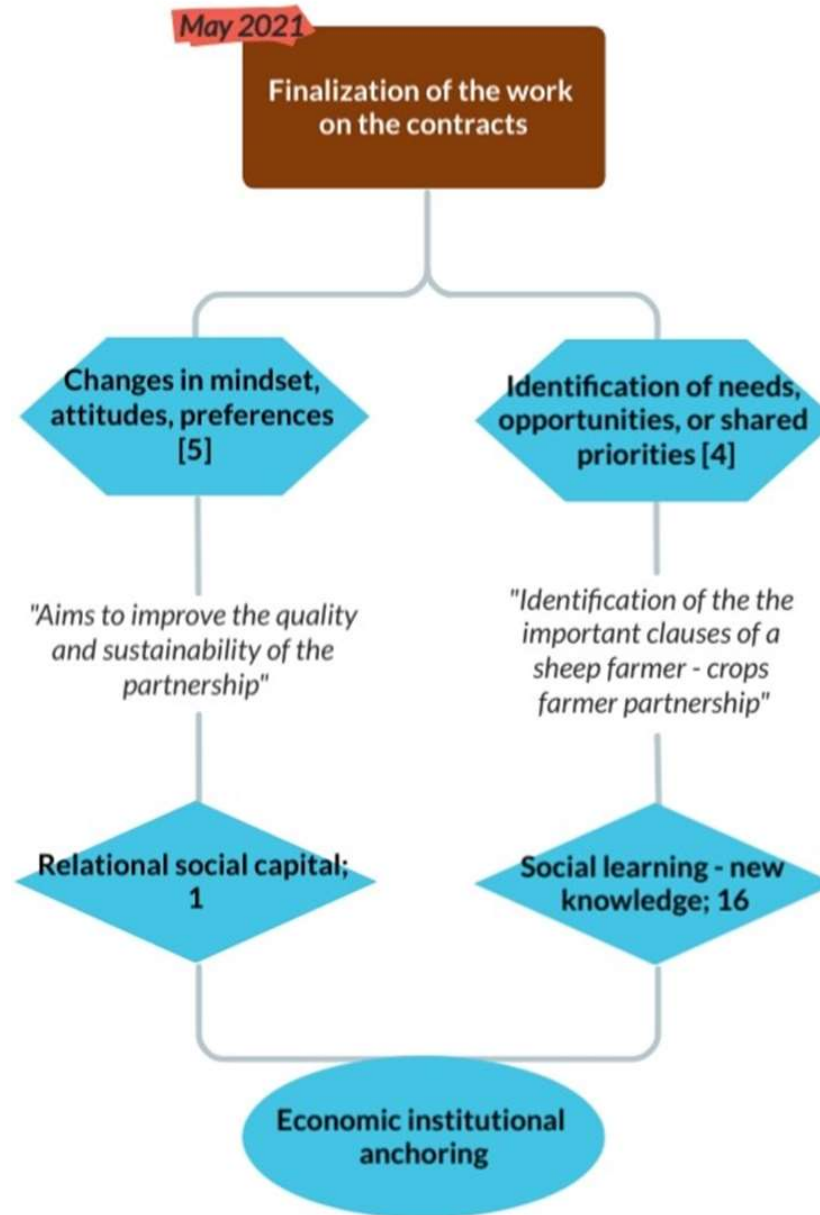 May 2021
Finalization of the work
on the contracts
Changes in mindset,
attitudes, preferences
[5]
Identification of needs,
opportunities, or shared
priorities [4]
"Aims to improve the quality
and sustainability of the
partnership"
"Identification of the the
important clauses of a
sheep farmer - crops
farmer partnership"
Relational social capital;
1
Social learning - new
knowledge; 16
Economic institutional
anchoring